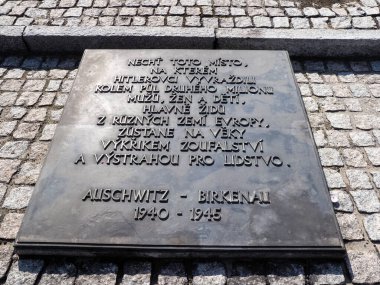 NECHŤ TOTO MÍSTO,
NA KTERÉM
HITLEROVCI VYVRAŽDILI
KOLEM PŮL DRUHÉHO MILIÓNU
MUŽŮ, ŽEN A DĚTÍ,
HLAVNĚ ŽIDŮ
Z RŮZNÝCH ZEMÍ EVROPY,
ZŮSTANE NA VĚKY
VÝKŘIKEM ZOUFALSTVÍ
A VÝSTRAHOU PRO LIDSTVO.
AUSCHWITZ - BIRKENAU
1940 - 1945